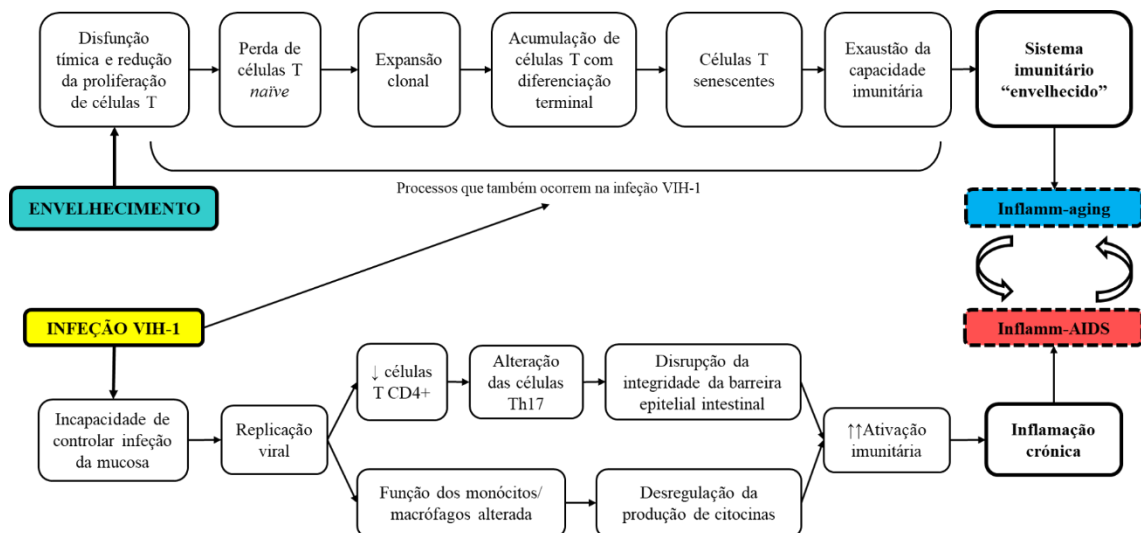 Disfunção
tímica e redução
da proliferação
de células T
Perda de
células T
naïve
Expansão
clonal
Acumulação de
células T com
diferenciação
terminal
Células T
senescentes
Exaustão da
capacidade
imunitária
Sistema
imunitário
“envelhecido”
Processos que também ocorrem na infeção VIH-1
ENVELHECIMENTO
Inflamm-aging
INFEÇÃO VIH-1
Inflamm-AIDS
Incapacidade de
controlar infeção
da mucosa
Replicação
viral
↓ células
T CD4+
Alteração
das células
Th17
Disrupção da
integridade da barreira
epitelial intestinal
Função dos monócitos/
macrófagos alterada
Desregulação da
produção de citocinas
↑↑Ativação
imunitária
Inflamação
crónica